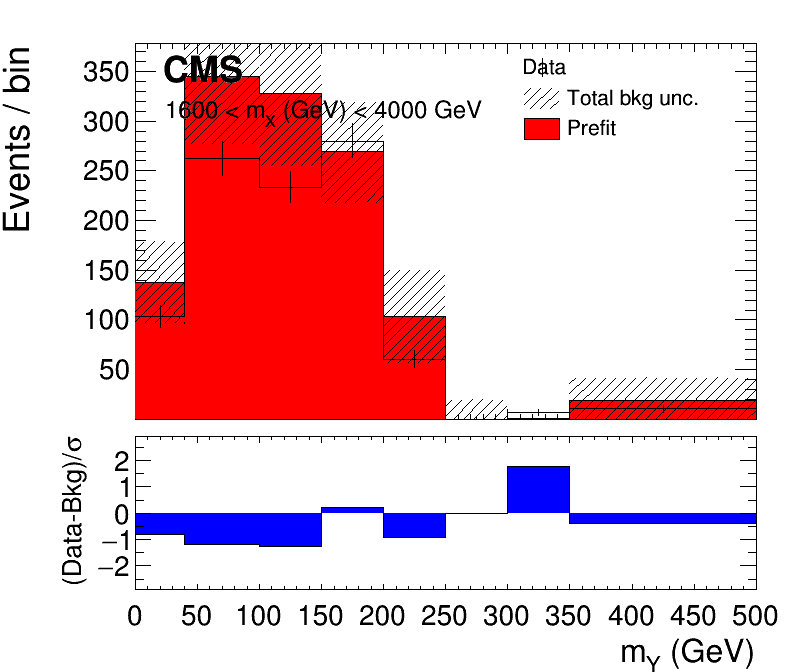 Events / bin
350
300
250
200
150
100
50
CMS
1600 < mX (GeV) < 4000 GeV
Data
Total bkg unc.
Prefit
(Data-Bkg)/σ
2
1
0
−1
−2
0 50 100 150 200 250 300 350 400 450 500
mY (GeV)